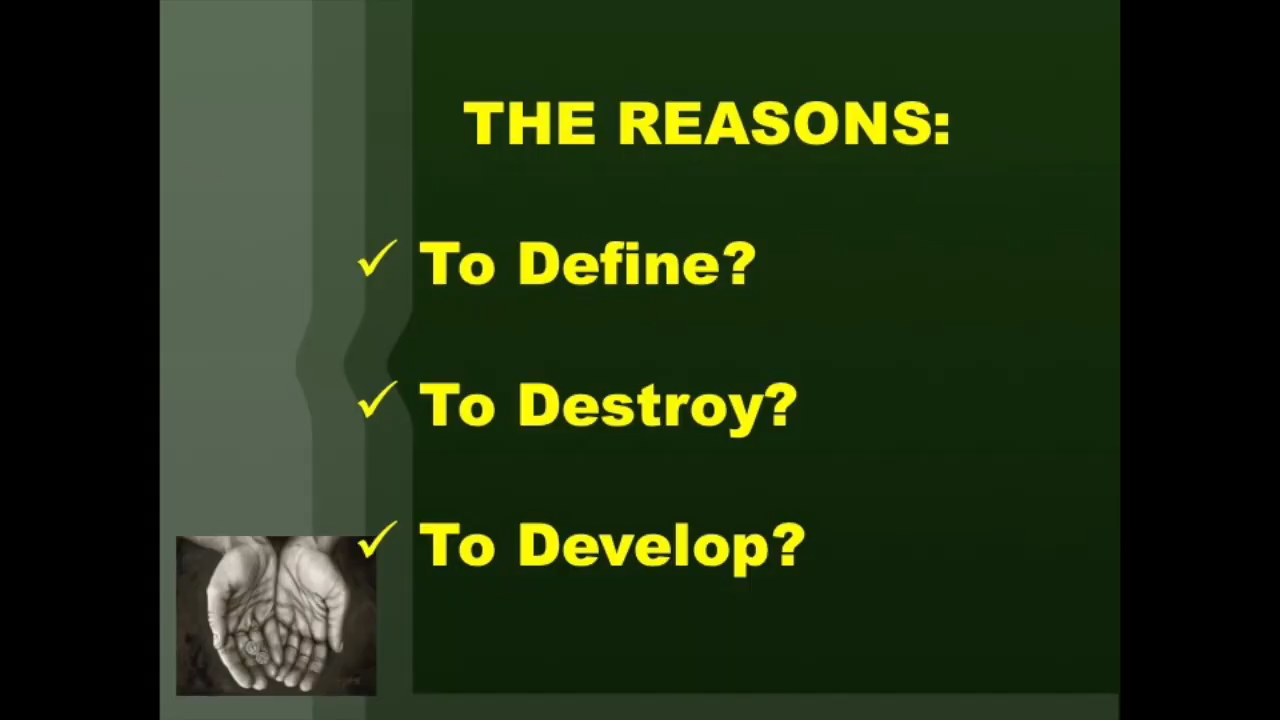 THE REASONS:
✓ To Define?
✓ To Destroy?
✓ To Develop?